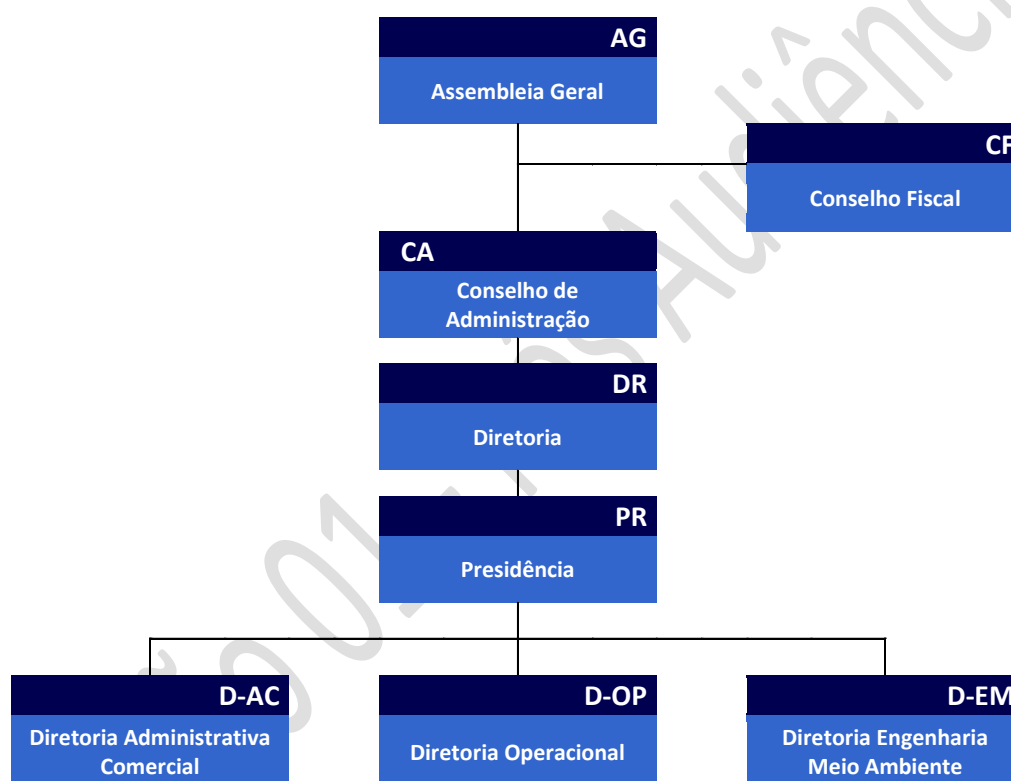 AG
Assembleia Geral
CF
Conselho Fiscal
CA
Conselho de
Administração
DR
Diretoria
PR
Presidência
D-AC
Diretoria Administrativa
Comercial
D-OP
Diretoria Operacional
D-EM
Diretoria Engenharia
Meio Ambiente